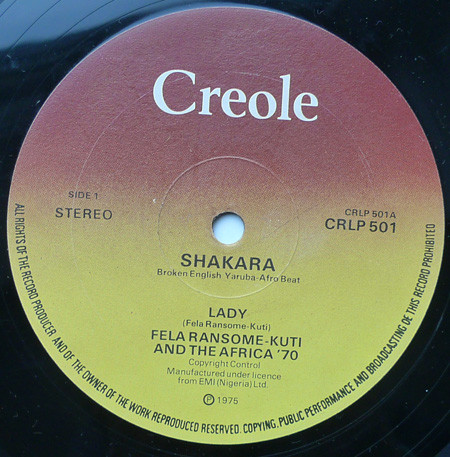 Creole
SIDE 1
STEREO
CRLP 501A
CRLP 501
SHAKARA
Broken English Yaruba-Afro Beat
LADY
(Fela Ransome-Kuti)
FELA RANSOME-KUTI
AND THE AFRICA '70
Copyright Control
Manufactured under licence
from EMI (Nigeria) Ltd.
Ⓟ 1975
ALL RIGHTS OF THE RECORD PRODUCER, AND OF THE OWNER OF THE WORK REPRODUCED RESERVED. COPYING, PUBLIC PERFORMANCE AND BROADCASTING OF THIS RECORD PROHIBITED